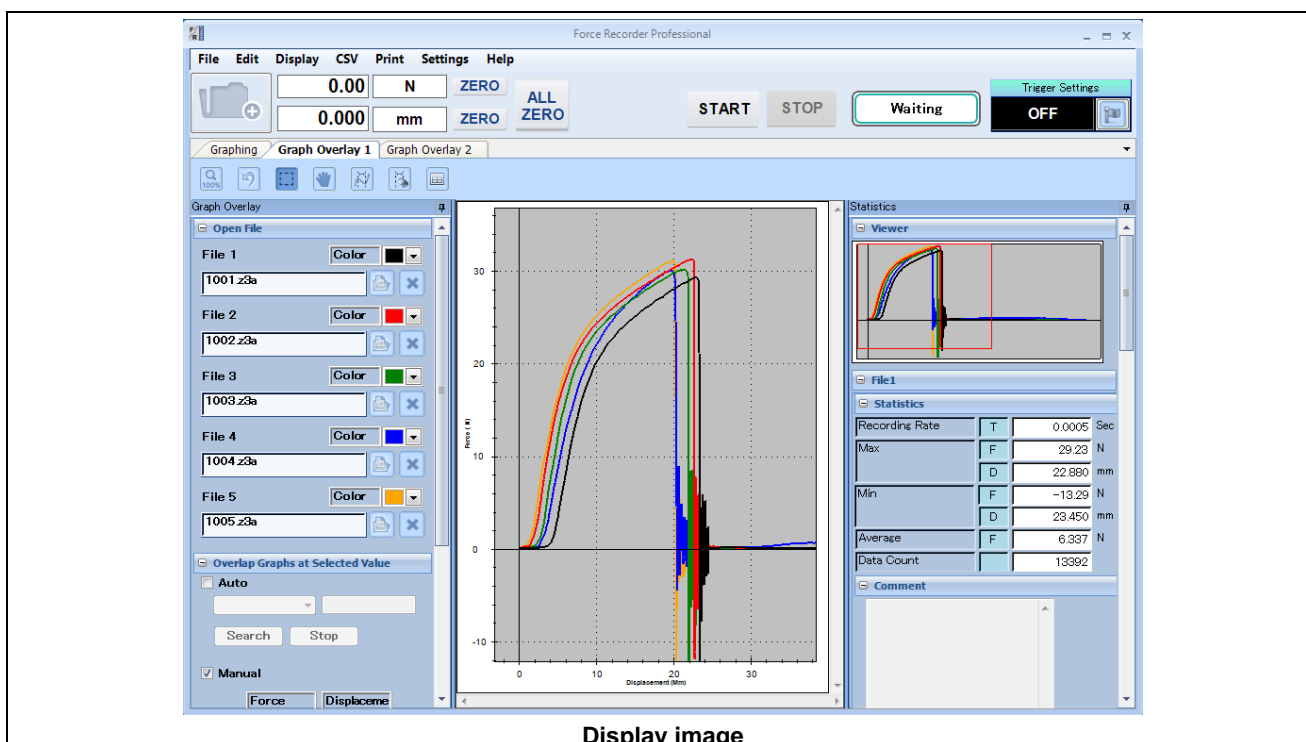 Force Recorder Professional
File Edit Display CSV Print Settings Help
0.00 N ZERO
0.000 mm ZERO
ALL ZERO
START STOP Waiting
Trigger Settings
OFF
Graphing Graph Overlay 1 Graph Overlay 2
100%
Graph Overlay
Open File
File 1 Color
1001.z3a
File 2 Color
1002.z3a
File 3 Color
1003.z3a
File 4 Color
1004.z3a
File 5 Color
1005.z3a
Overlap Graphs at Selected Value
Auto
Search Stop
Manual
Force Displaceme
Force (N)
30
20
10
0
-10
0 10 20 30
Displacement (Mm)
Statistics
Viewer
File1
Statistics
Recording Rate T 0.0005 Sec
Max F 29.23 N
D 22.880 mm
Min F -13.29 N
D 23.450 mm
Average F 6.337 N
Data Count 13392
Comment
Display image